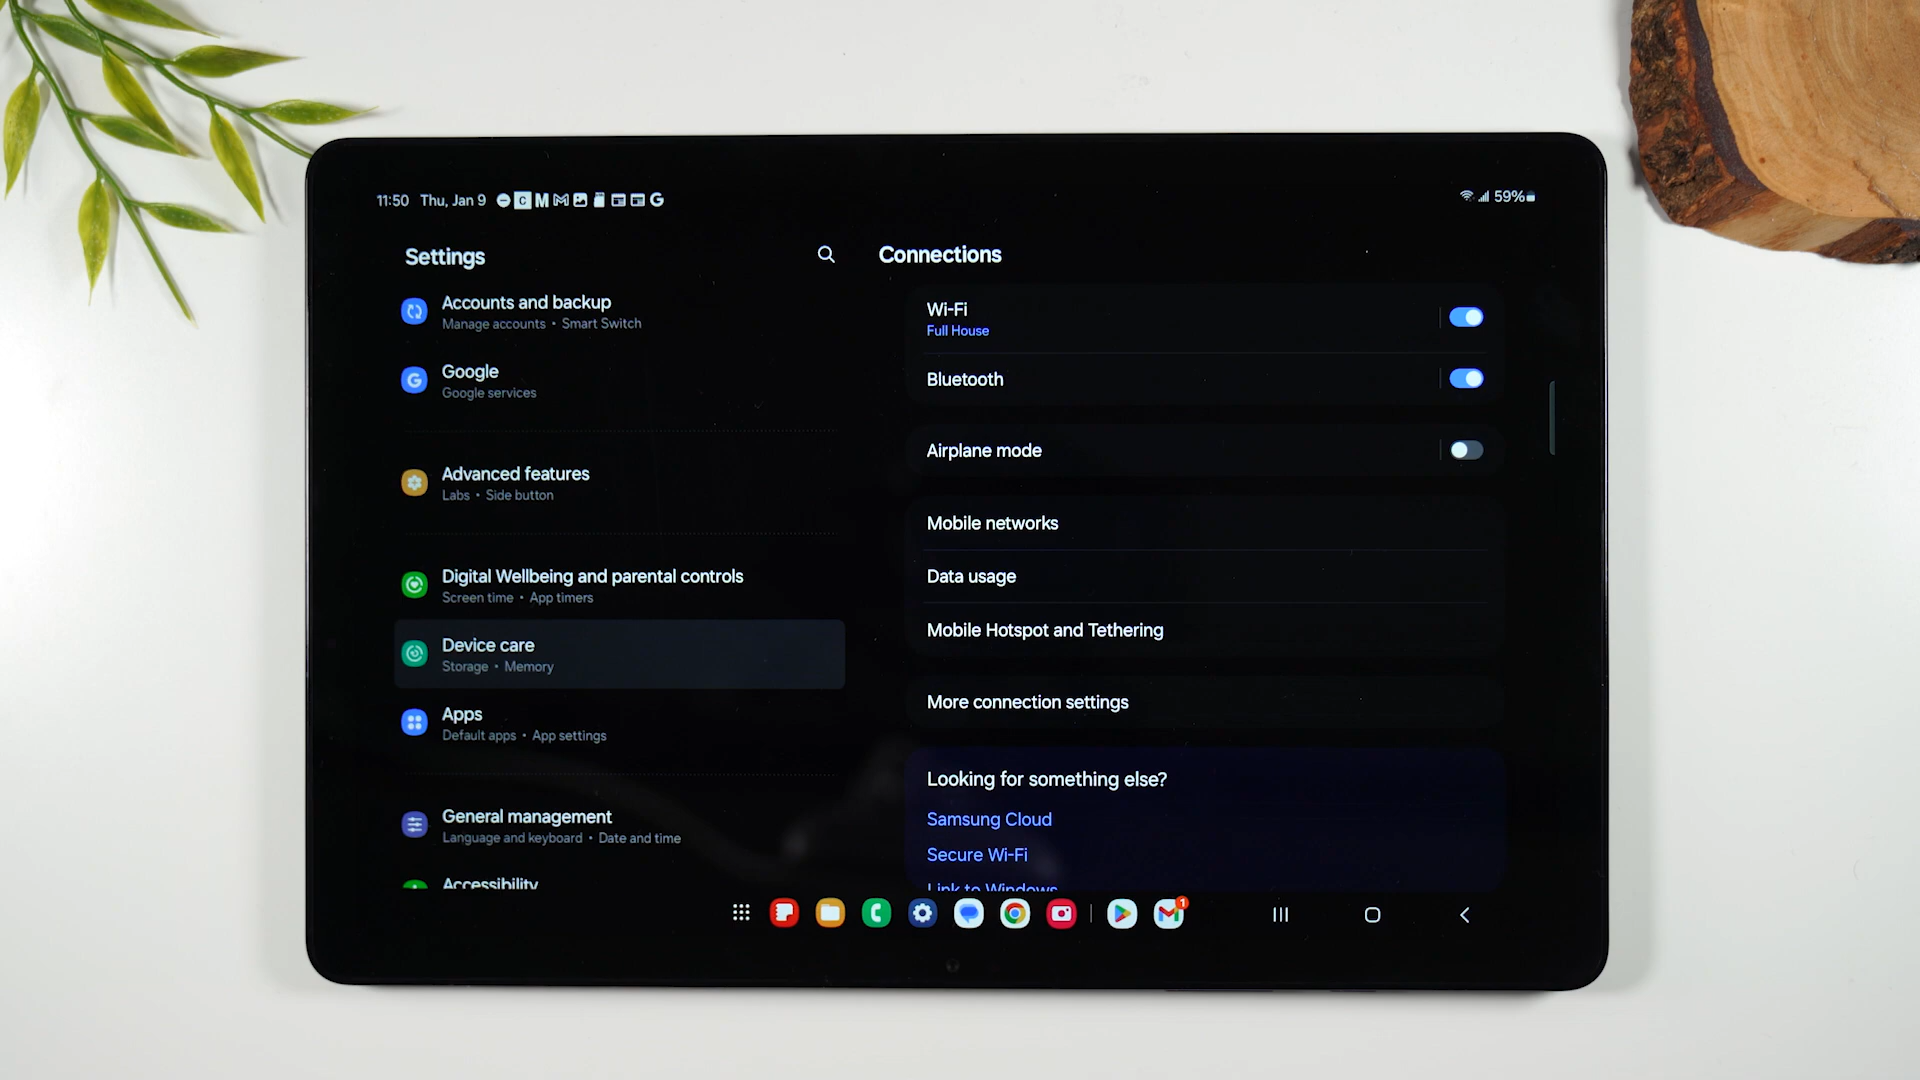 11:50 Thu, Jan 9
59%
Settings
Accounts and backup
Manage accounts • Smart Switch
Google
Google services
Advanced features
Labs • Side button
Digital Wellbeing and parental controls
Screen time • App timers
Device care
Storage • Memory
Apps
Default apps • App settings
General management
Language and keyboard • Date and time
Accessibility
Connections
Wi-Fi
Full House
Bluetooth
Airplane mode
Mobile networks
Data usage
Mobile Hotspot and Tethering
More connection settings
Looking for something else?
Samsung Cloud
Secure Wi-Fi
Link to Windows
1